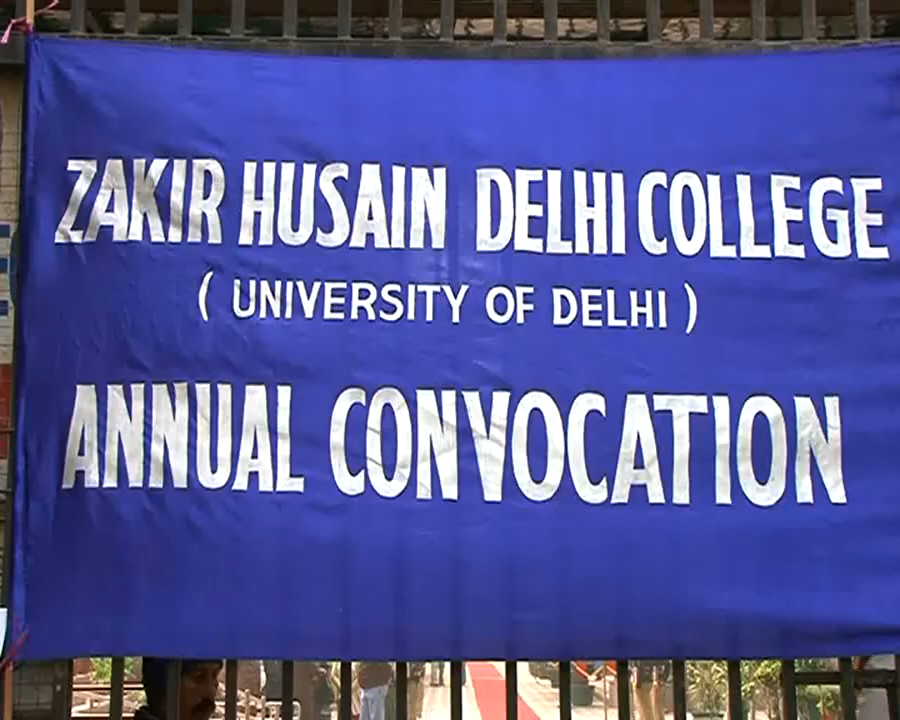 ZAKIR HUSAIN DELHI COLLEGE
( UNIVERSITY OF DELHI )
ANNUAL CONVOCATION